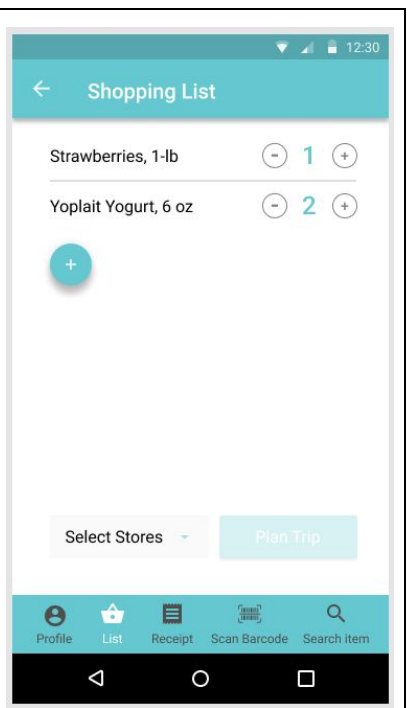 12:30
Shopping List
Strawberries, 1-lb - 1 +
Yoplait Yogurt, 6 oz - 2 +
+
Select Stores Plan Trip
Profile List Receipt Scan Barcode Search item